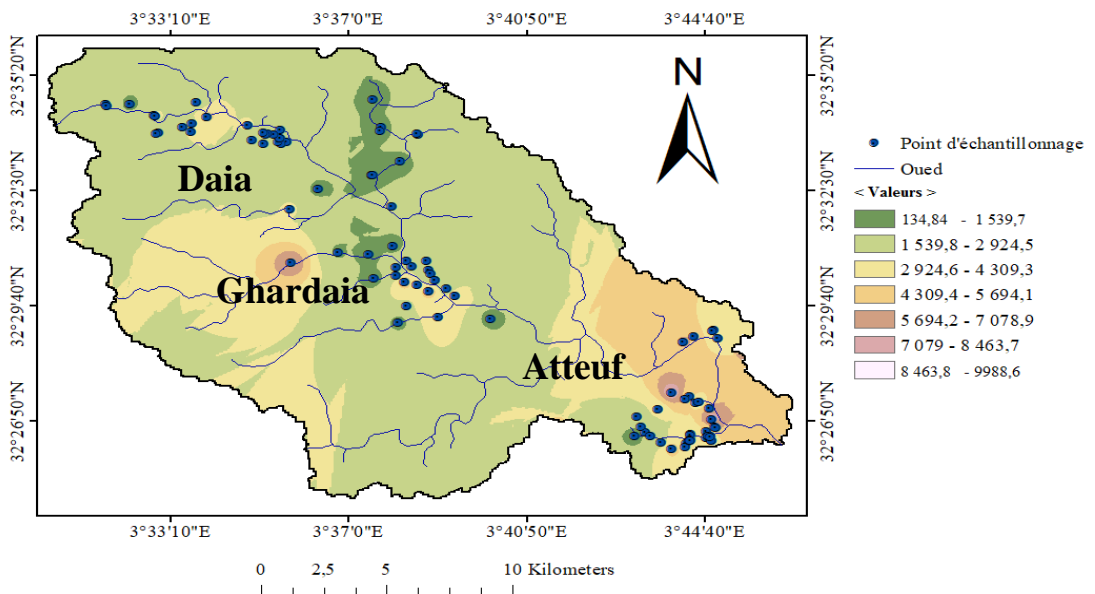 3°33'10"E 3°37'0"E 3°40'50"E 3°44'40"E
32°35'20"N 32°35'20"N
N
Point d'échantillonnage
Oued
Daia
32°32'30"N 32°32'30"N
< Valeurs >
134,84 - 1 539,7
1 539,8 - 2 924,5
2 924,6 - 4 309,3
4 309,4 - 5 694,1
5 694,2 - 7 078,9
7 079 - 8 463,7
8 463,8 - 9988,6
Ghardaia
32°29'40"N 32°29'40"N
Atteuf
32°26'50"N 32°26'50"N
3°33'10"E 3°37'0"E 3°40'50"E 3°44'40"E
0 2,5 5 10 Kilometers